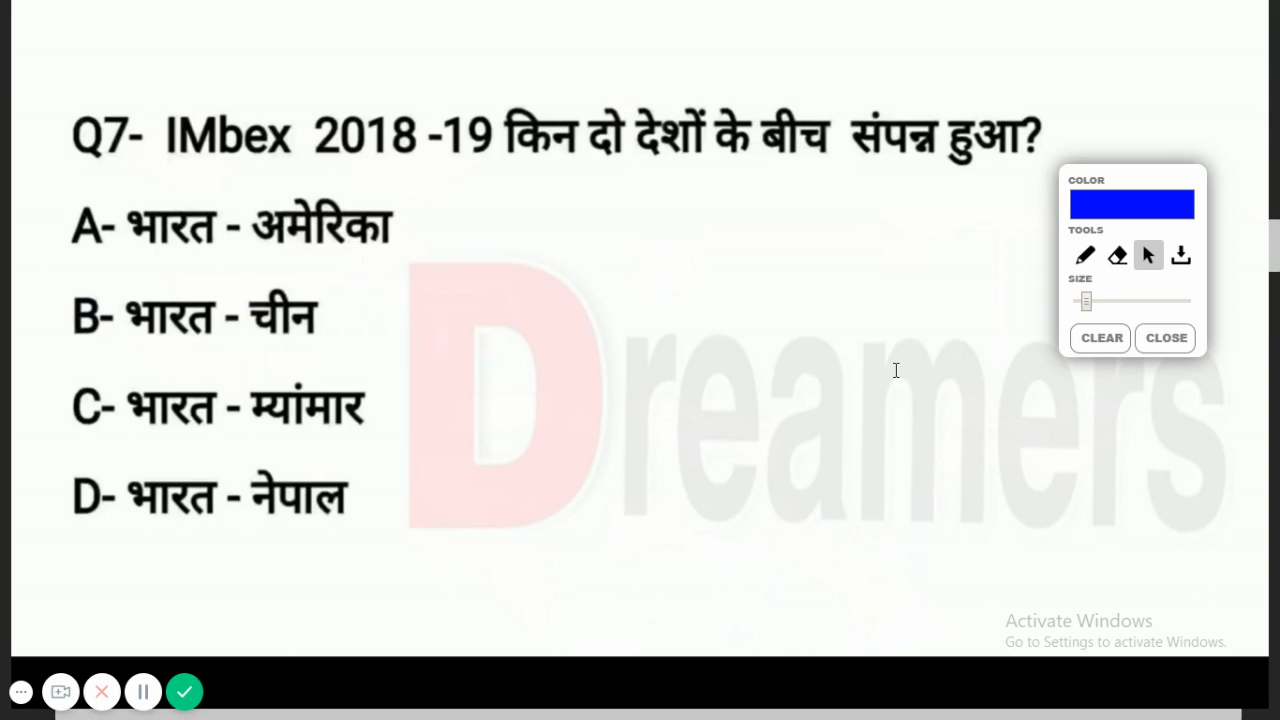 Q7- IMbex 2018 -19 किन दो देशों के बीच संपन्न हुआ?
A- भारत - अमेरिका
B- भारत - चीन
C- भारत - म्यांमार
D- भारत - नेपाल
Dreamers
COLOR
TOOLS
SIZE
CLEAR CLOSE
Activate Windows
Go to Settings to activate Windows.